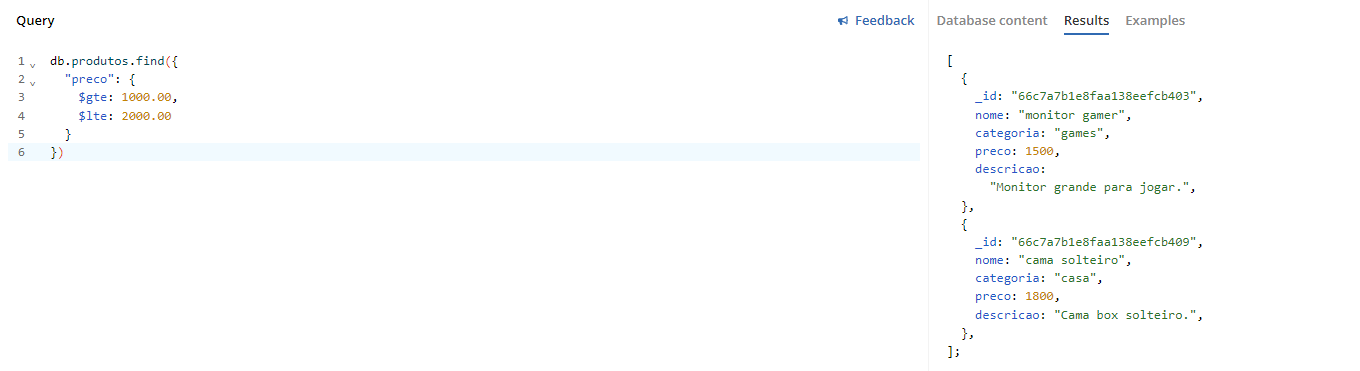 Query
Feedback
1 db.produtos.find({
2 "preco": {
3 $gte: 1000.00,
4 $lte: 2000.00
5 }
6 })
Database content Results Examples
[
{
_id: "66c7a7b1e8faa138eefcb403",
nome: "monitor gamer",
categoria: "games",
preco: 1500,
descricao:
"Monitor grande para jogar.",
},
{
_id: "66c7a7b1e8faa138eefcb409",
nome: "cama solteiro",
categoria: "casa",
preco: 1800,
descricao: "Cama box solteiro.",
},
];